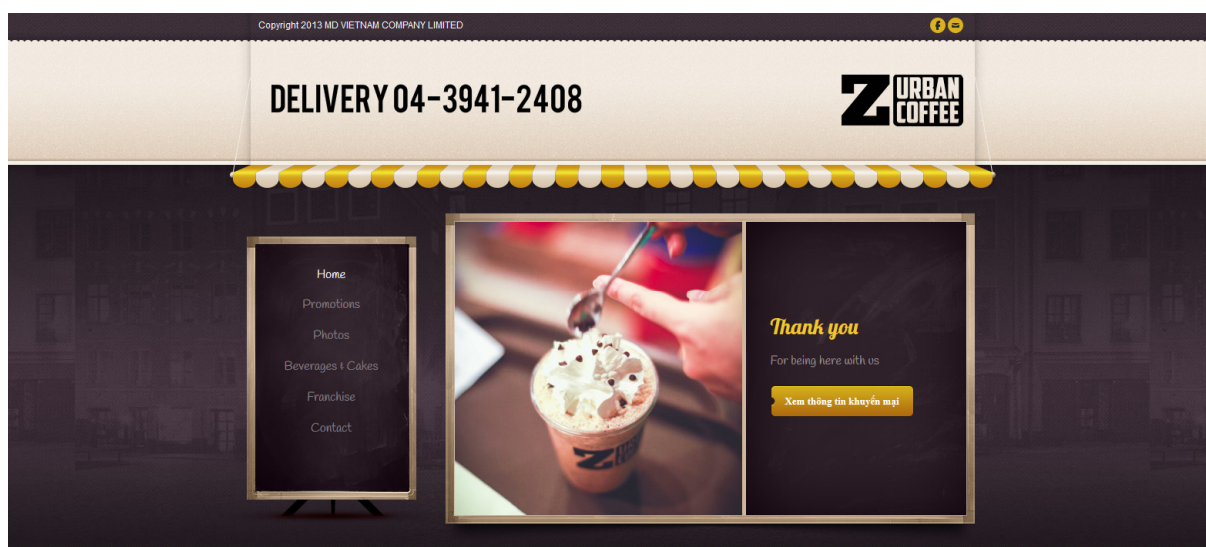 Copyright 2013 MD VIETNAM COMPANY LIMITED
DELIVERY 04-3941-2408
Z URBAN
COFFEE
Home
Promotions
Photos
Beverages & Cakes
Franchise
Contact
Thank you
For being here with us
Xem thông tin khuyến mại
Z